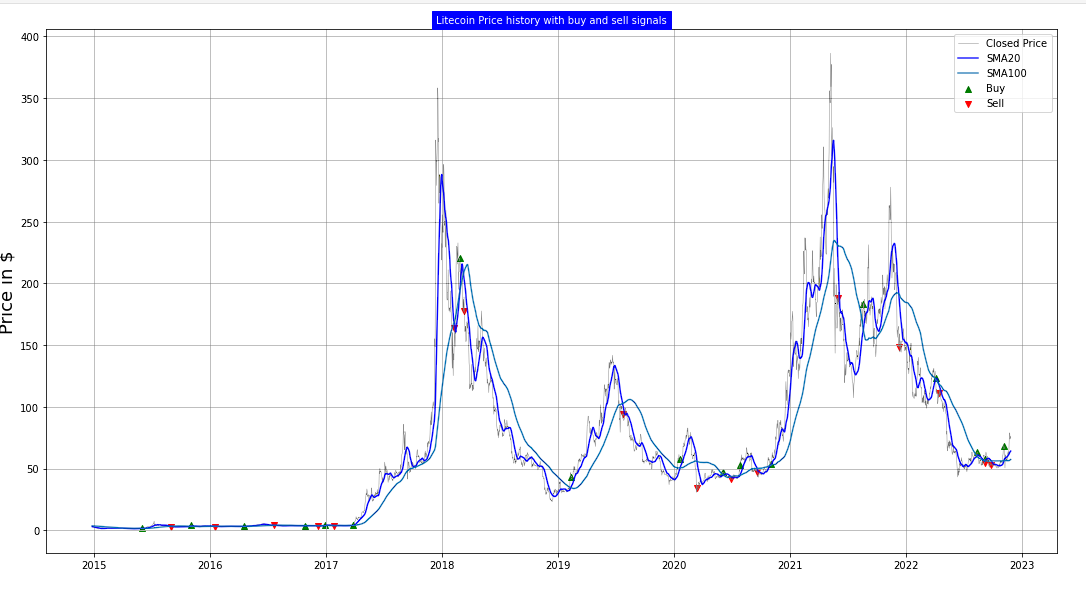 Litecoin Price history with buy and sell signals
Closed Price
SMA20
SMA100
Buy
Sell
Price in $
400
350
300
250
200
150
100
50
0
2015 2016 2017 2018 2019 2020 2021 2022 2023